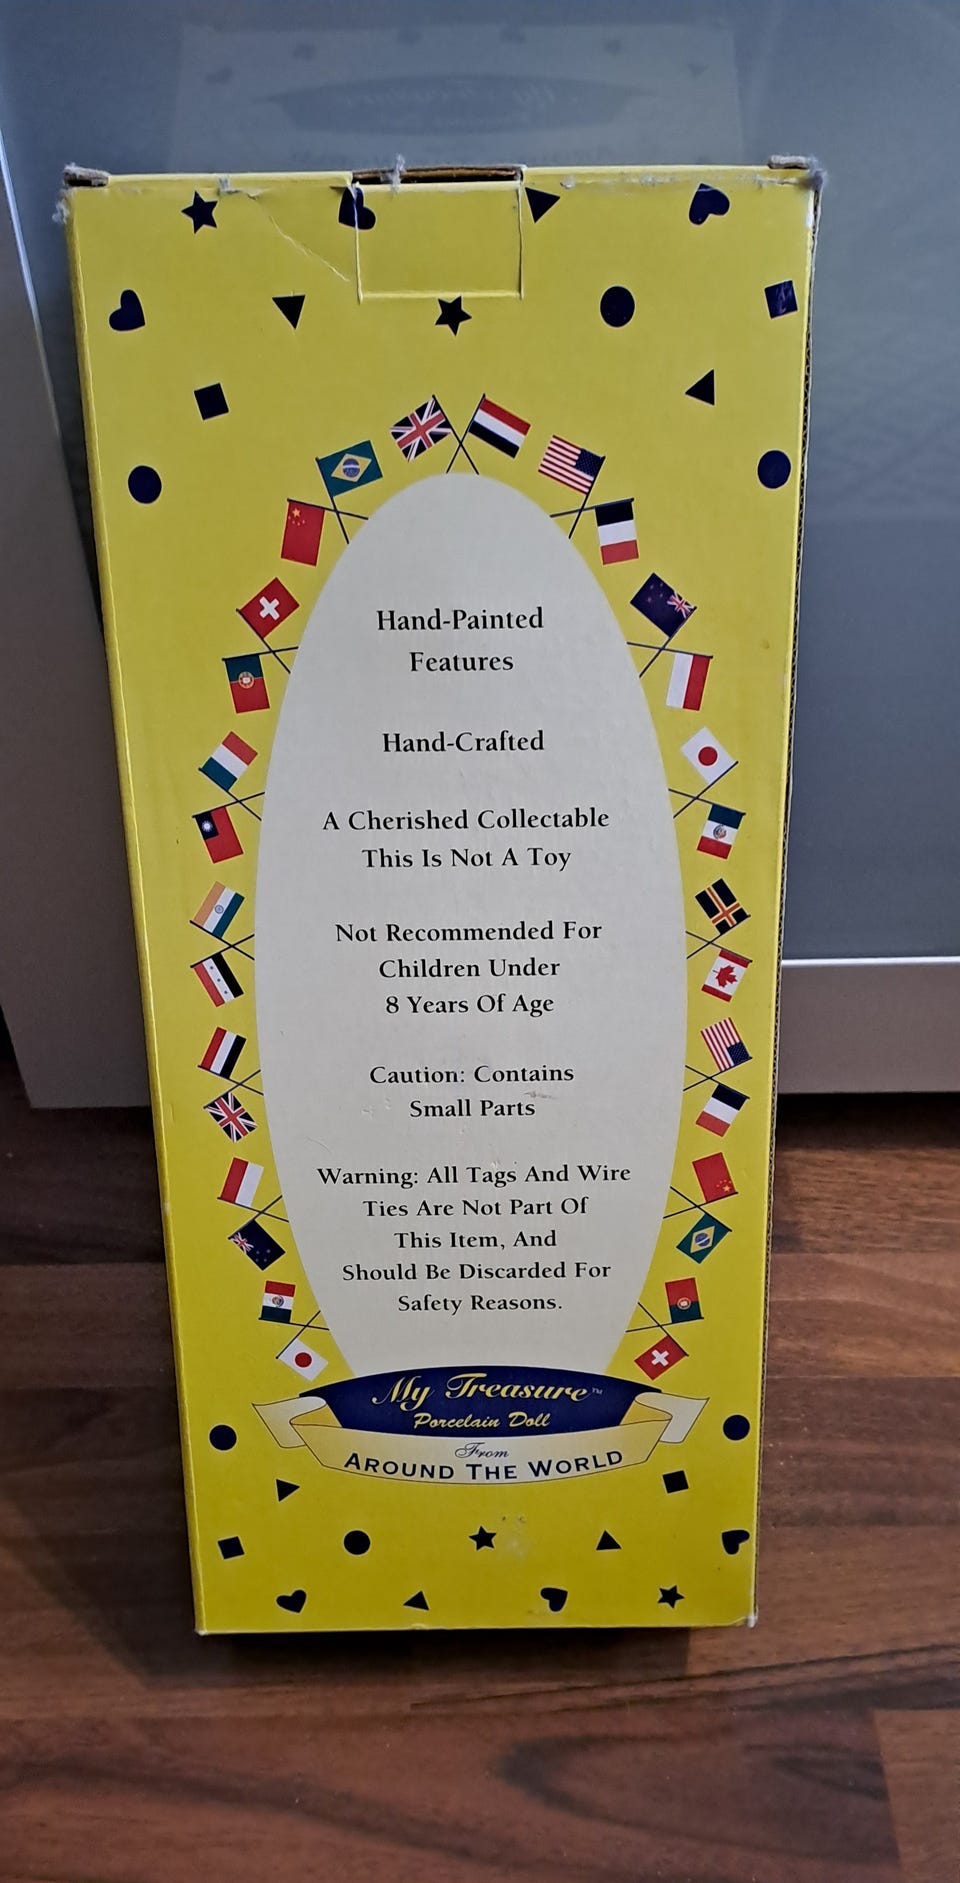 Hand-Painted
Features
Hand-Crafted
A Cherished Collectable
This Is Not A Toy
Not Recommended For
Children Under
8 Years Of Age
Caution: Contains
Small Parts
Warning: All Tags And Wire
Ties Are Not Part Of
This Item, And
Should Be Discarded For
Safety Reasons.
My Treasure™
Porcelain Doll
From
AROUND THE WORLD